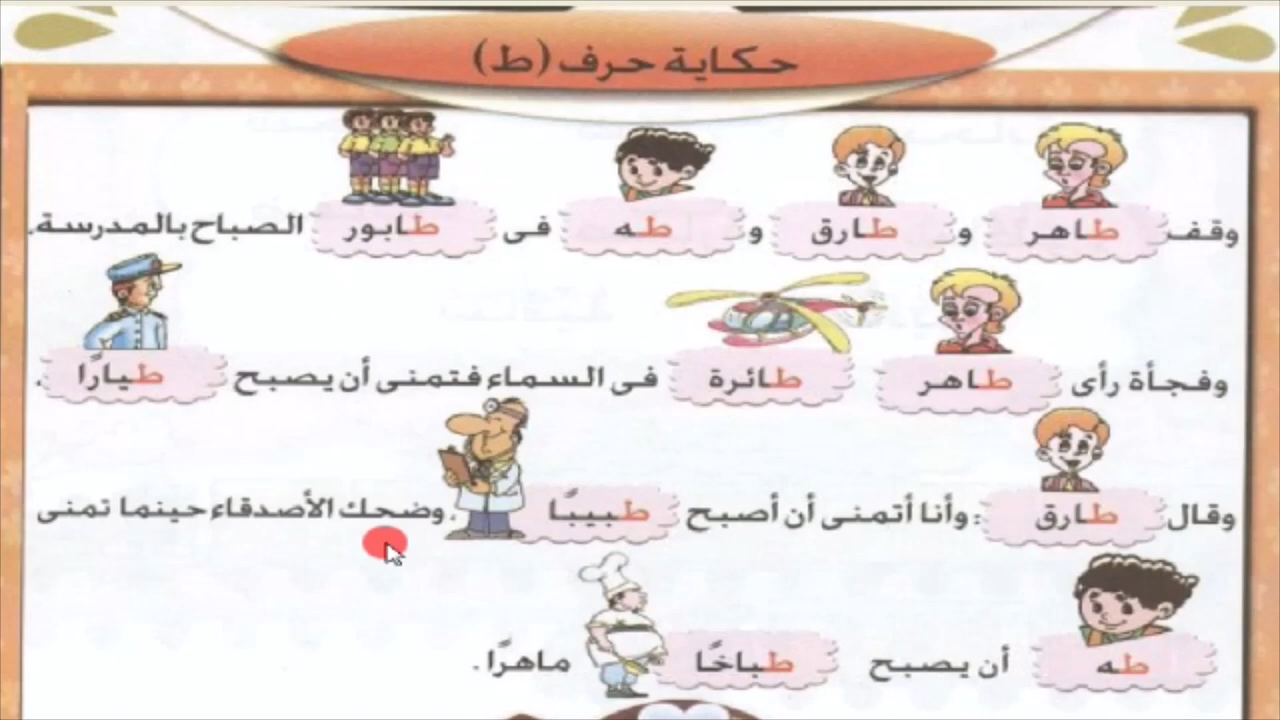 حكاية حرف (ط)
وقف طاهر و طارق و طه فى طابور الصباح بالمدرسة.
وفجأة رأى طاهر طائرة فى السماء فتمنى أن يصبح طيارًا.
وقال طارق: وأنا أتمنى أن أصبح طبيبًا. وضحك الأصدقاء حينما تمنى
طه أن يصبح طباخًا ماهرًا.